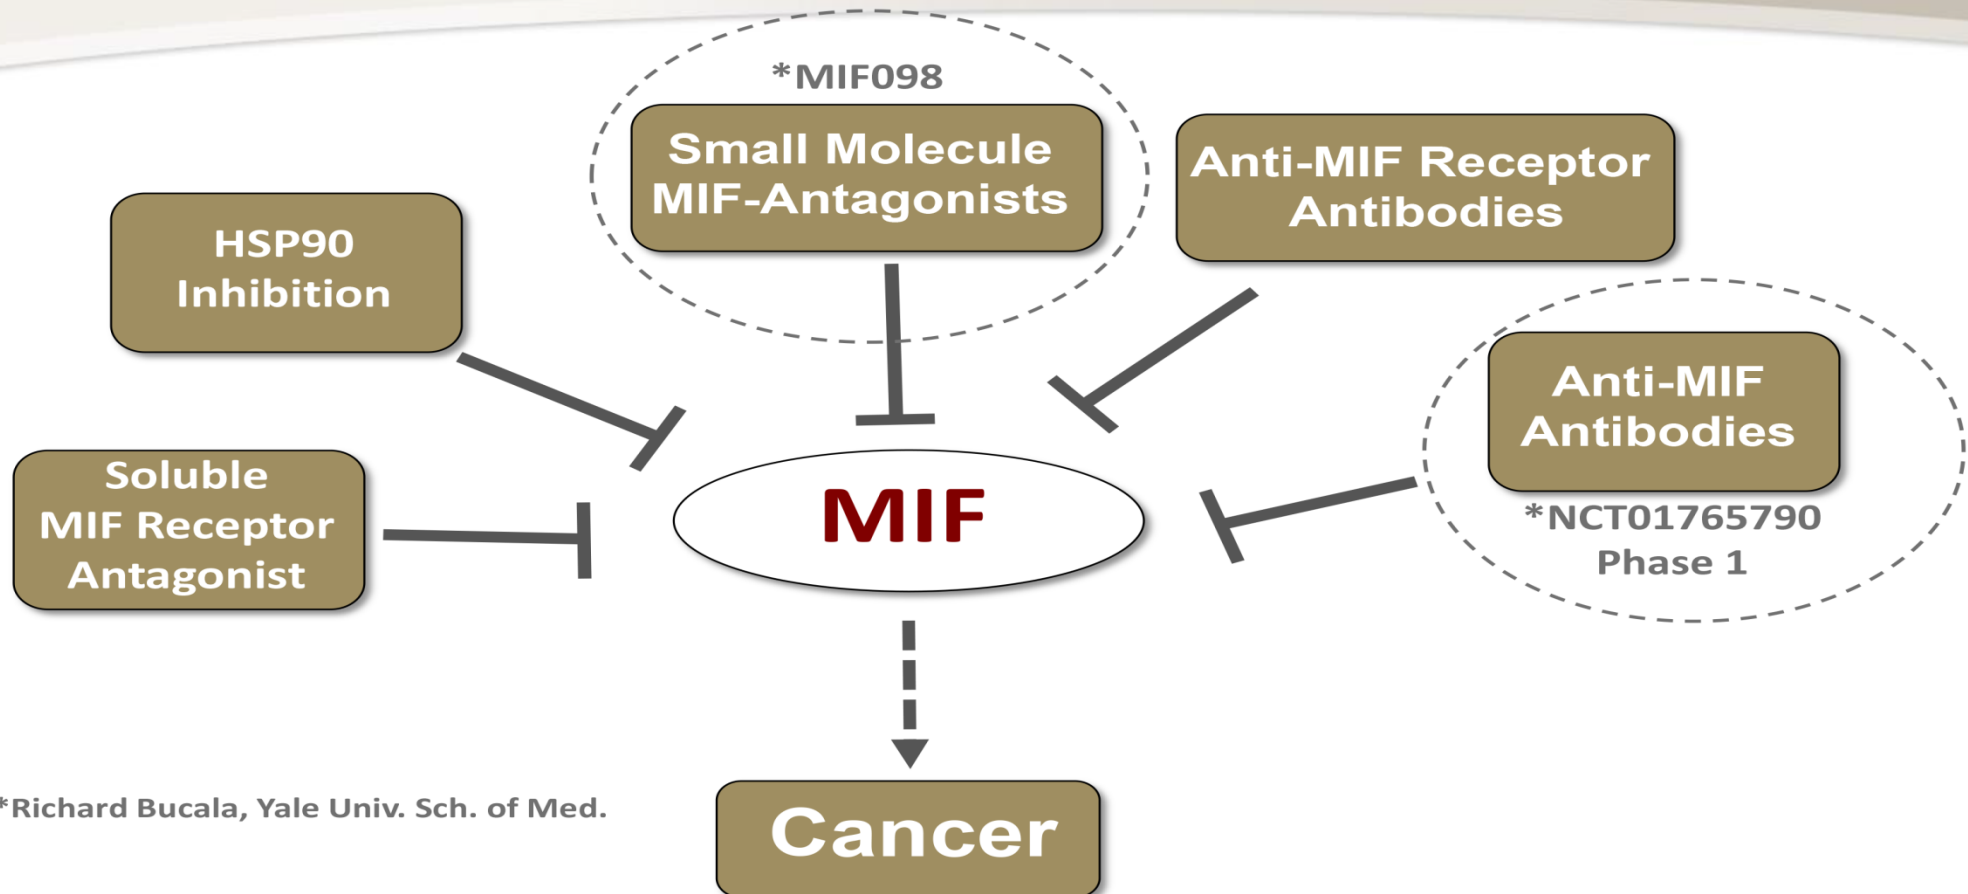 *MIF098
Small Molecule
MIF-Antagonists
Anti-MIF Receptor
Antibodies
HSP90
Inhibition
Anti-MIF
Antibodies
*NCT01765790
Phase 1
Soluble
MIF Receptor
Antagonist
MIF
*Richard Bucala, Yale Univ. Sch. of Med.
Cancer